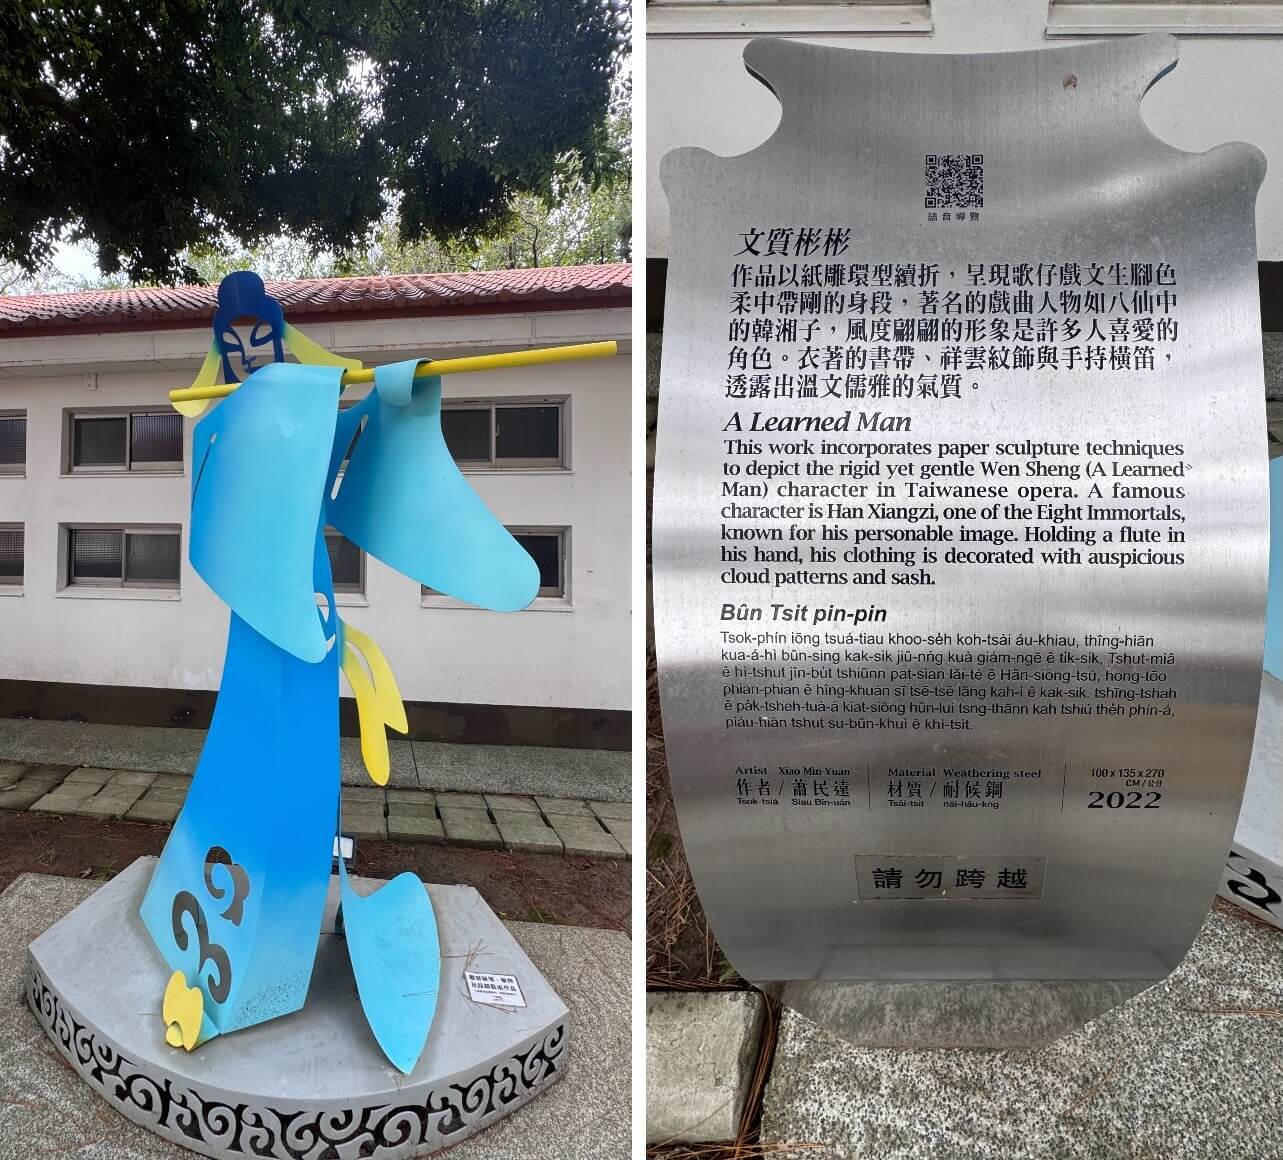 語音導覽
文質彬彬
作品以紙雕環型續折，呈現歌仔戲文生腳色
柔中帶剛的身段，著名的戲曲人物如八仙中
的韓湘子，風度翩翩的形象是許多人喜愛的
角色。衣著的書帶、祥雲紋飾與手持橫笛，
透露出溫文儒雅的氣質。
A Learned Man
This work incorporates paper sculpture techniques
to depict the rigid yet gentle Wen Sheng (A Learned
Man) character in Taiwanese opera. A famous
character is Han Xiangzi, one of the Eight Immortals,
known for his personable image. Holding a flute in
his hand, his clothing is decorated with auspicious
cloud patterns and sash.
Bûn Tsit pin-pin
Tsok-phín iōng tsuá-tiau khoo-se̍h koh-tsài áu-khiau, thîng-hiān
kua-á-hì bûn-sing kak-sik jiû-nńg kuà giám-ngē ê tik-sik, Tshut-miâ
ê hì-tshut jîn-bu̍t tshiūnn pat-sian lāi-té ê Hân-siong-tsú, hong-tōo
phian-phian ê hîng-khuán sī tsē-tsē lâng kah-ì ê kak-sik. tshīng-tshah
ê pa̍k-tsheh-tuà-á kiat-siông hûn-lui tsng-thānn kah tshiú the̍h phín-á,
piáu-hiān tshut su-bûn-khuì ê khì-tsit.
Artist Xiao Min-Yuan
作者 / 蕭民遠
Tsok-tsiá Siau Bîn-uán
Material Weathering steel
材質 / 耐候鋼
Tsâi-tsit nāi-hāu-kǹg
100 x 135 x 270
CM / 公分
2022
請勿跨越